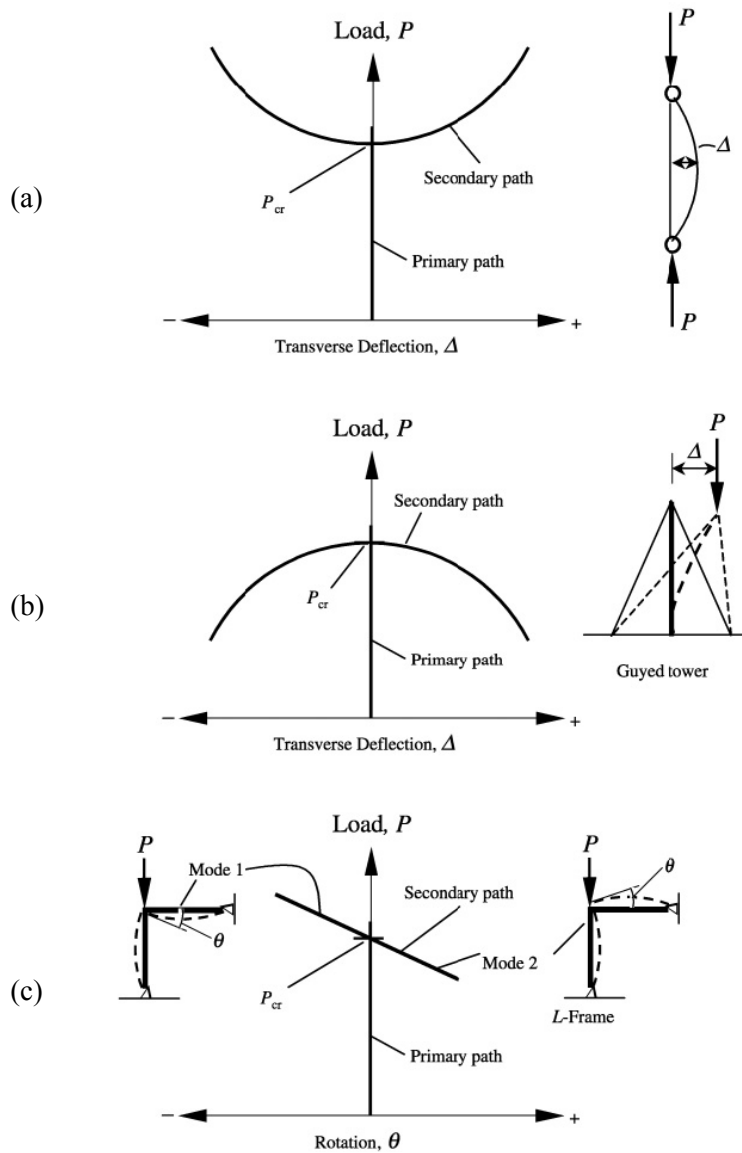 Load, P
P
Δ
Secondary path
P_cr
(a)
Primary path
P
− +
Transverse Deflection, Δ
Load, P
P
Δ
Secondary path
P_cr
(b)
Primary path
Guyed tower
− +
Transverse Deflection, Δ
Load, P
P
P
Mode 1
θ
Secondary path
θ
Mode 2
P_cr
(c)
L-Frame
Primary path
− +
Rotation, θ